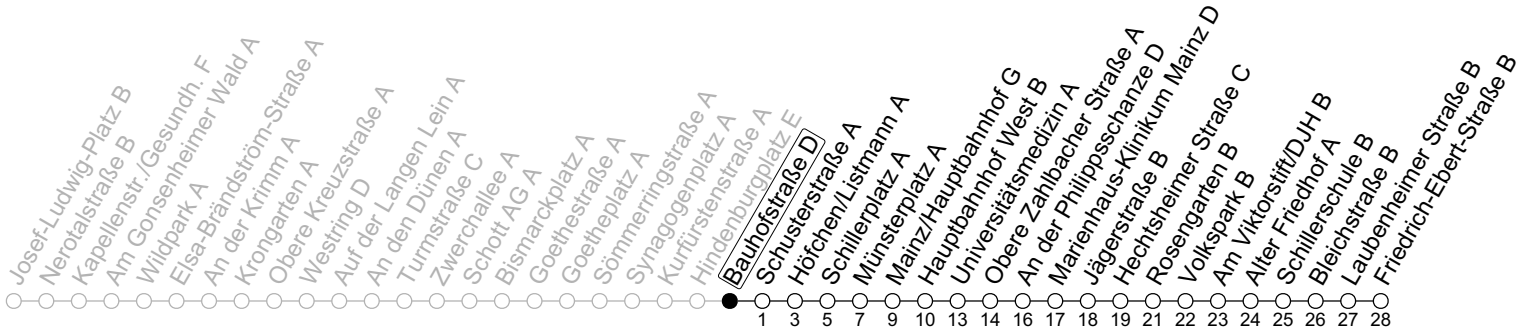 Josef-Ludwig-Platz B
Nerotalstraße B
Kapellenstr./Gesundh. F
Am Gonsenheimer Wald A
Wildpark A
Elsa-Brändström-Straße A
An der Krimm A
Krongarten A
Obere Kreuzstraße A
Westring D
Auf der Langen Lein A
An den Dünen A
Turmstraße C
Zwerchallee A
Schott AG A
Bismarckplatz A
Goethestraße A
Goetheplatz A
Sömmerringstraße A
Synagogenplatz A
Kurfürstenstraße A
Hindenburgplatz E
Bauhofstraße D
Schusterstraße A
Höfchen/Listmann A
Schillerplatz A
Münsterplatz A
Mainz/Hauptbahnhof G
Hauptbahnhof West B
Universitätsmedizin A
Obere Zahlbacher Straße A
An der Philippsschanze D
Marienhaus-Klinikum Mainz D
Jägerstraße B
Hechtsheimer Straße C
Rosengarten B
Volkspark B
Am Viktorstift/DJH B
Alter Friedhof A
Schillerschule B
Bleichstraße B
Laubenheimer Straße B
Friedrich-Ebert-Straße B
1 3 5 7 9 10 13 14 16 17 18 19 21 22 23 24 25 26 27 28